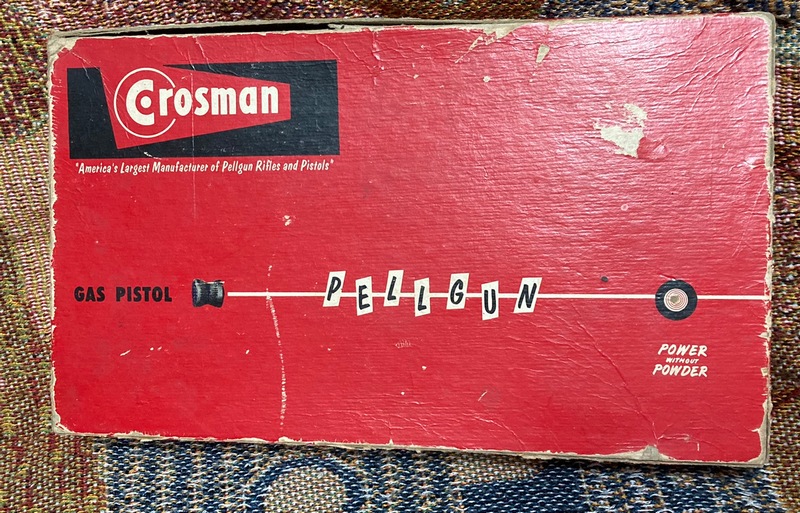 Crosman
"America's Largest Manufacturer of Pellgun Rifles and Pistols"
GAS PISTOL
PELLGUN
POWER
WITHOUT
POWDER